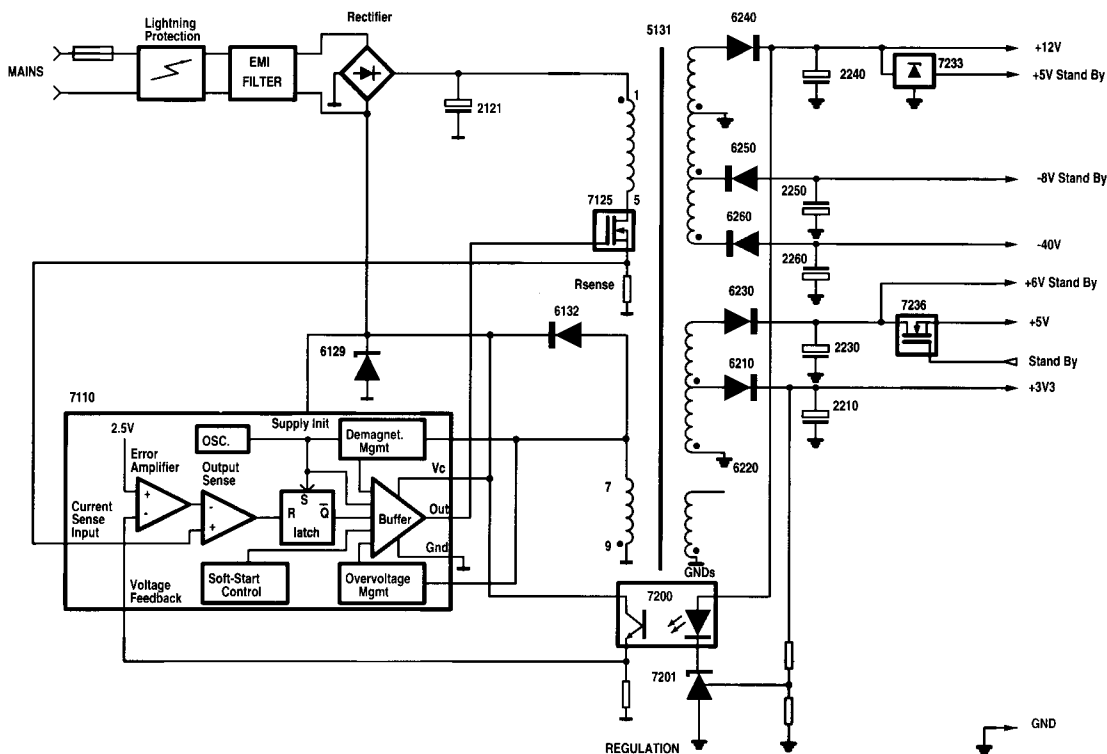 Lightning
Protection
Rectifier
5131
6240
MAINS
EMI
FILTER
2121
1
5
7125
Rsense
2240
7233
+12V
+5V Stand By
6250
2250
-8V Stand By
6260
2260
-40V
+6V Stand By
6230
7236
+5V
2230
Stand By
6210
2210
+3V3
6220
6132
6129
7110
2.5V
Supply Init
OSC.
Demagnet.
Mgmt
Vc
Error
Amplifier
Output
Sense
+
-
-
+
S
R
Q
latch
Buffer
Out
Gnd
Current
Sense
Input
Soft-Start
Control
Overvoltage
Mgmt
Voltage
Feedback
7
9
GNDs
7200
7201
REGULATION
GND